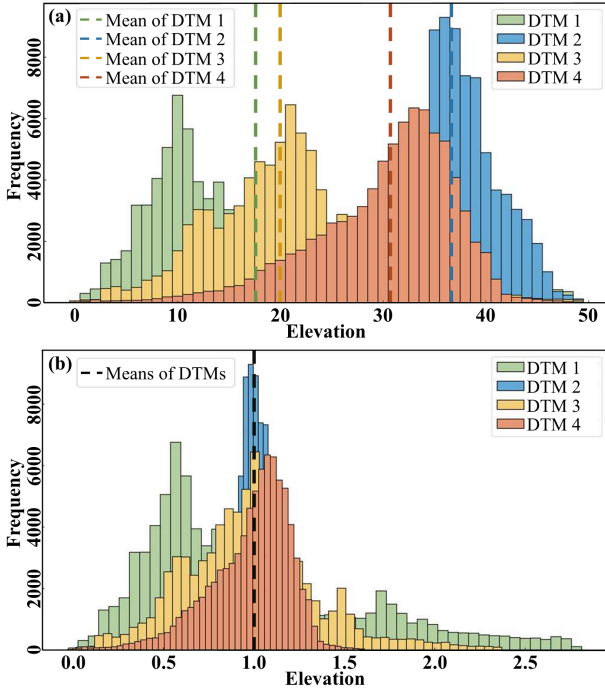 (a)
Mean of DTM 1
Mean of DTM 2
Mean of DTM 3
Mean of DTM 4
DTM 1
DTM 2
DTM 3
DTM 4
Frequency
8000
6000
4000
2000
0
0 10 20 30 40 50
Elevation
(b)
Means of DTMs
DTM 1
DTM 2
DTM 3
DTM 4
Frequency
8000
6000
4000
2000
0
0.0 0.5 1.0 1.5 2.0 2.5
Elevation